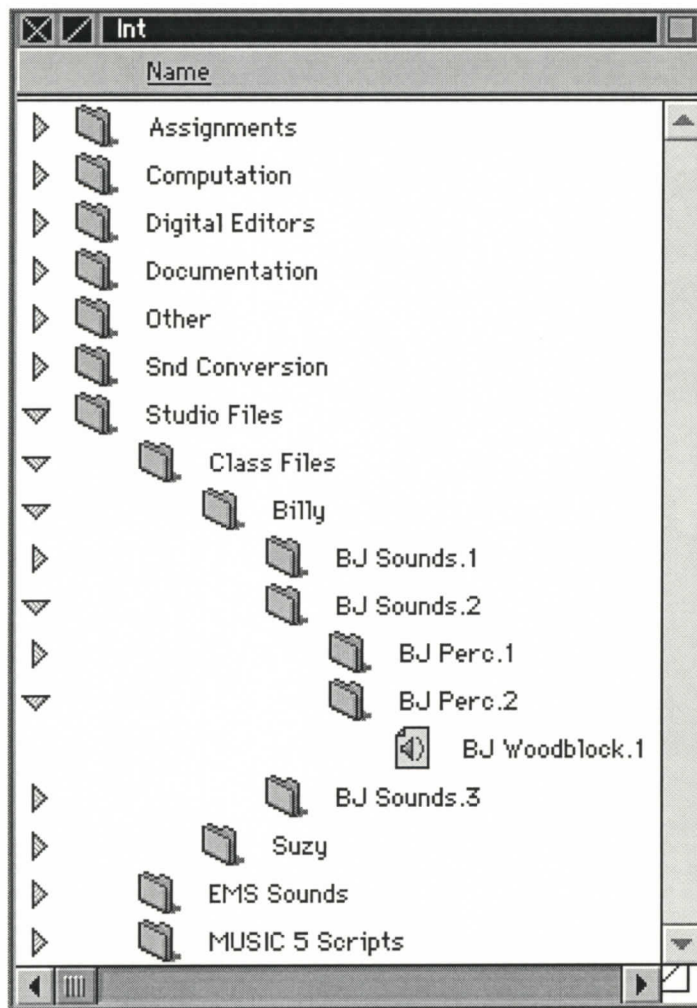 Int
Name
Assignments
Computation
Digital Editors
Documentation
Other
Snd Conversion
Studio Files
Class Files
Billy
BJ Sounds.1
BJ Sounds.2
BJ Perc.1
BJ Perc.2
BJ Woodblock.1
BJ Sounds.3
Suzy
EMS Sounds
MUSIC 5 Scripts